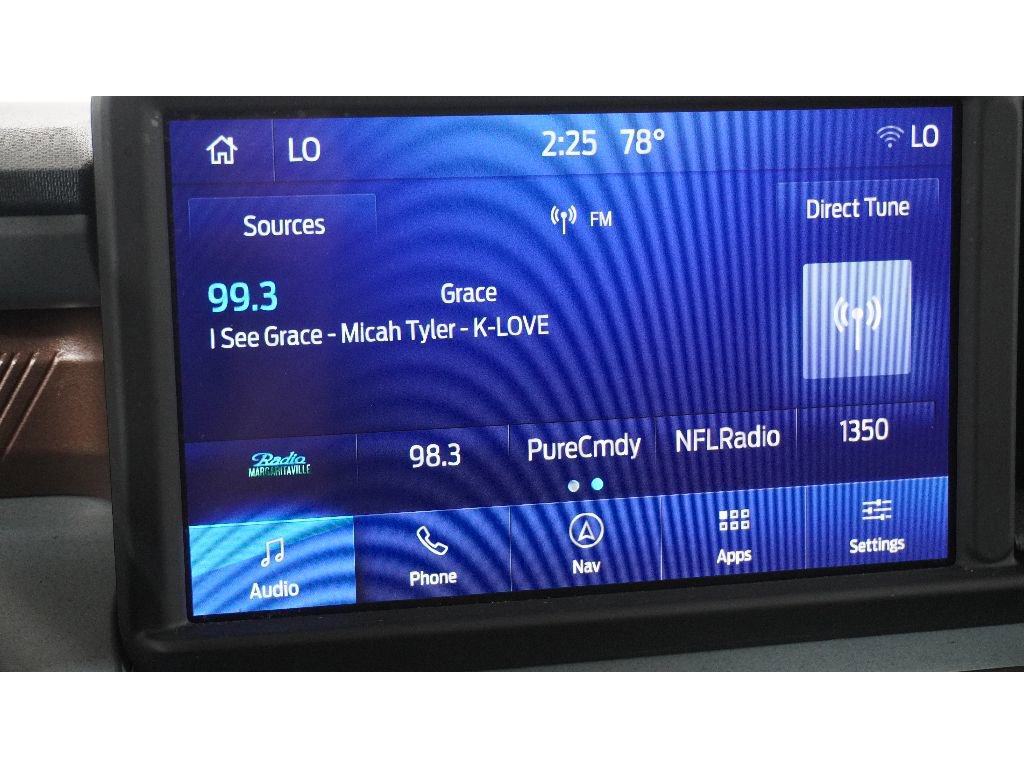 LO 2:25 78° LO
Sources FM Direct Tune
99.3 Grace
I See Grace - Micah Tyler - K-LOVE
Radio
MARGARITAVILLE
98.3 PureCmdy NFLRadio 1350
Audio Phone Nav Apps Settings